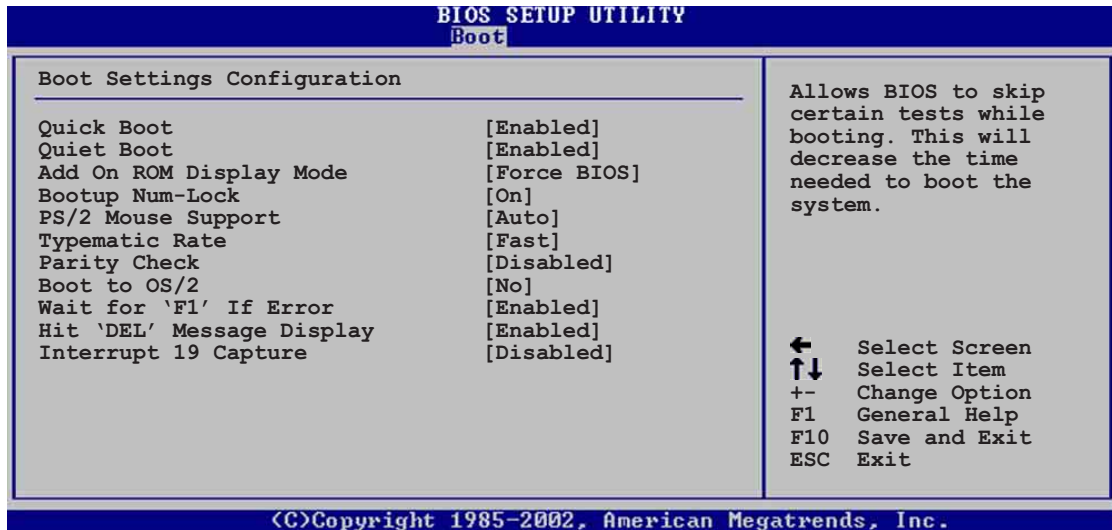 BIOS SETUP UTILITY
Boot
Boot Settings Configuration
Quick Boot [Enabled]
Quiet Boot [Enabled]
Add On ROM Display Mode [Force BIOS]
Bootup Num-Lock [On]
PS/2 Mouse Support [Auto]
Typematic Rate [Fast]
Parity Check [Disabled]
Boot to OS/2 [No]
Wait for ‘F1’ If Error [Enabled]
Hit ‘DEL’ Message Display [Enabled]
Interrupt 19 Capture [Disabled]
Allows BIOS to skip
certain tests while
booting. This will
decrease the time
needed to boot the
system.
← Select Screen
↑↓ Select Item
+- Change Option
F1 General Help
F10 Save and Exit
ESC Exit
(C)Copyright 1985-2002, American Megatrends, Inc.